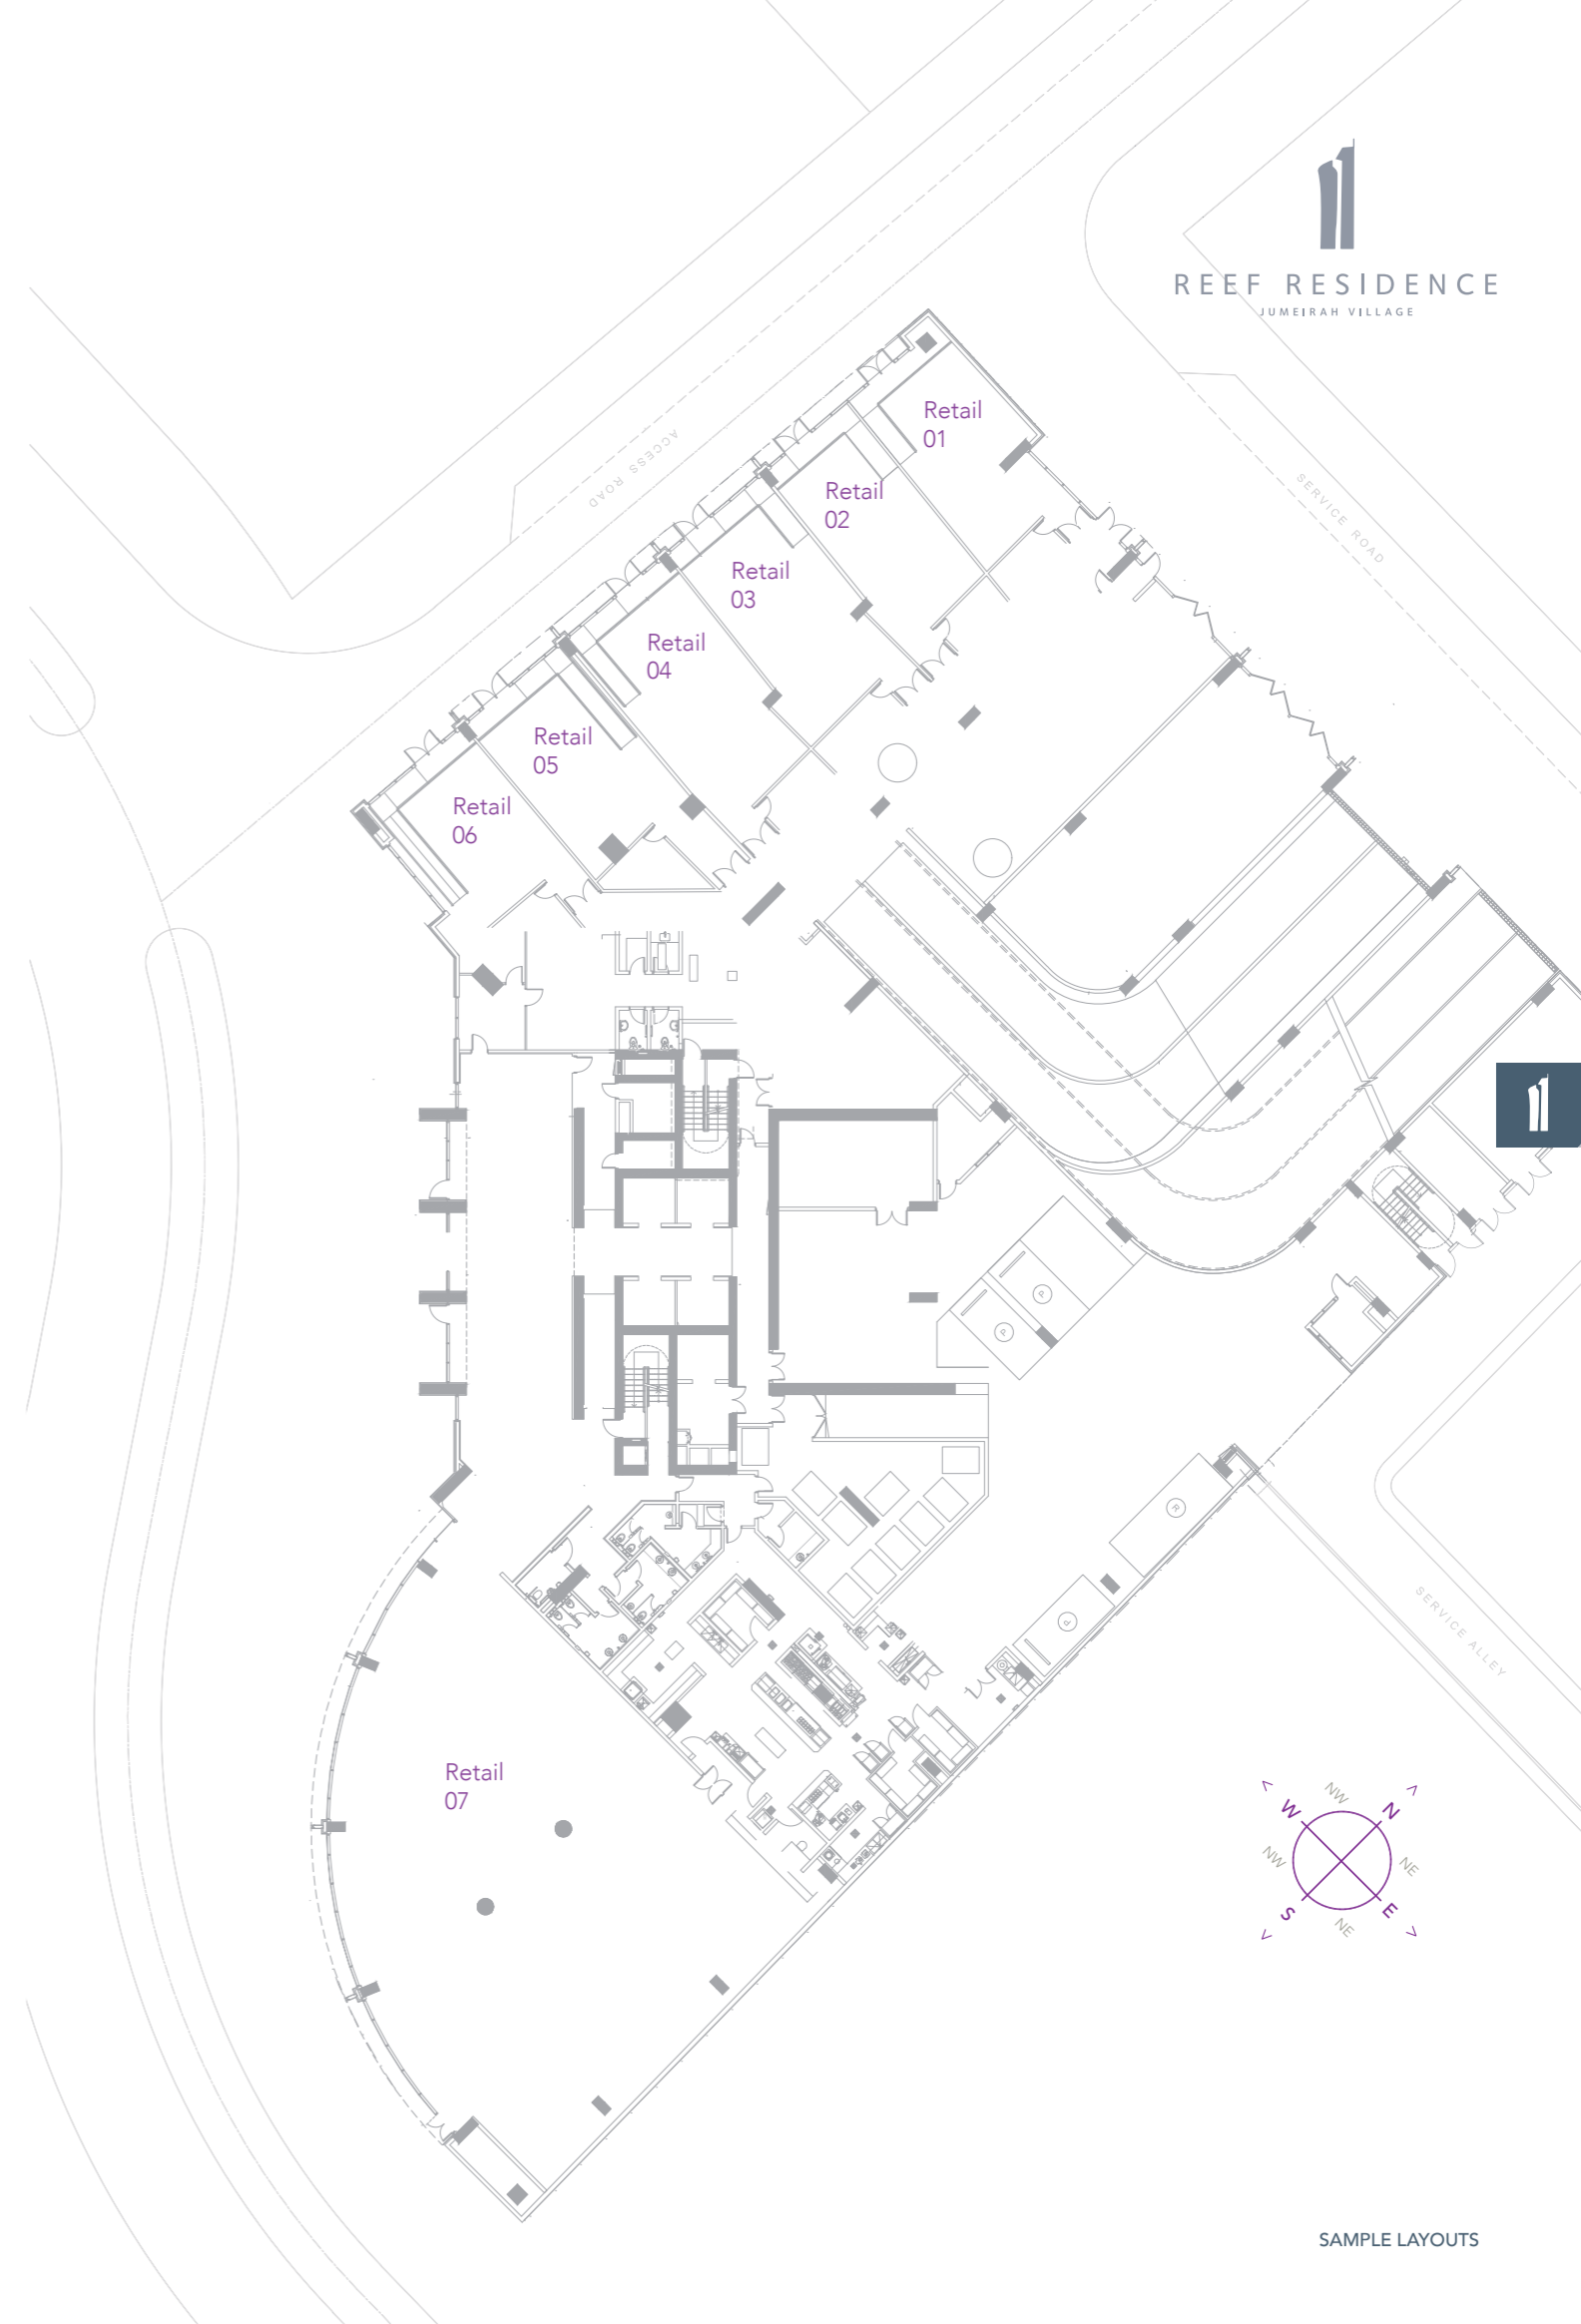 REEF RESIDENCE
JUMEIRAH VILLAGE
Retail
01
ACCESS ROAD
Retail
02
SERVICE ROAD
Retail
03
Retail
04
Retail
05
Retail
06
P
P
R
P
SERVICE ALLEY
Retail
07
NW
W
N
NW
NE
S
E
NE
SAMPLE LAYOUTS